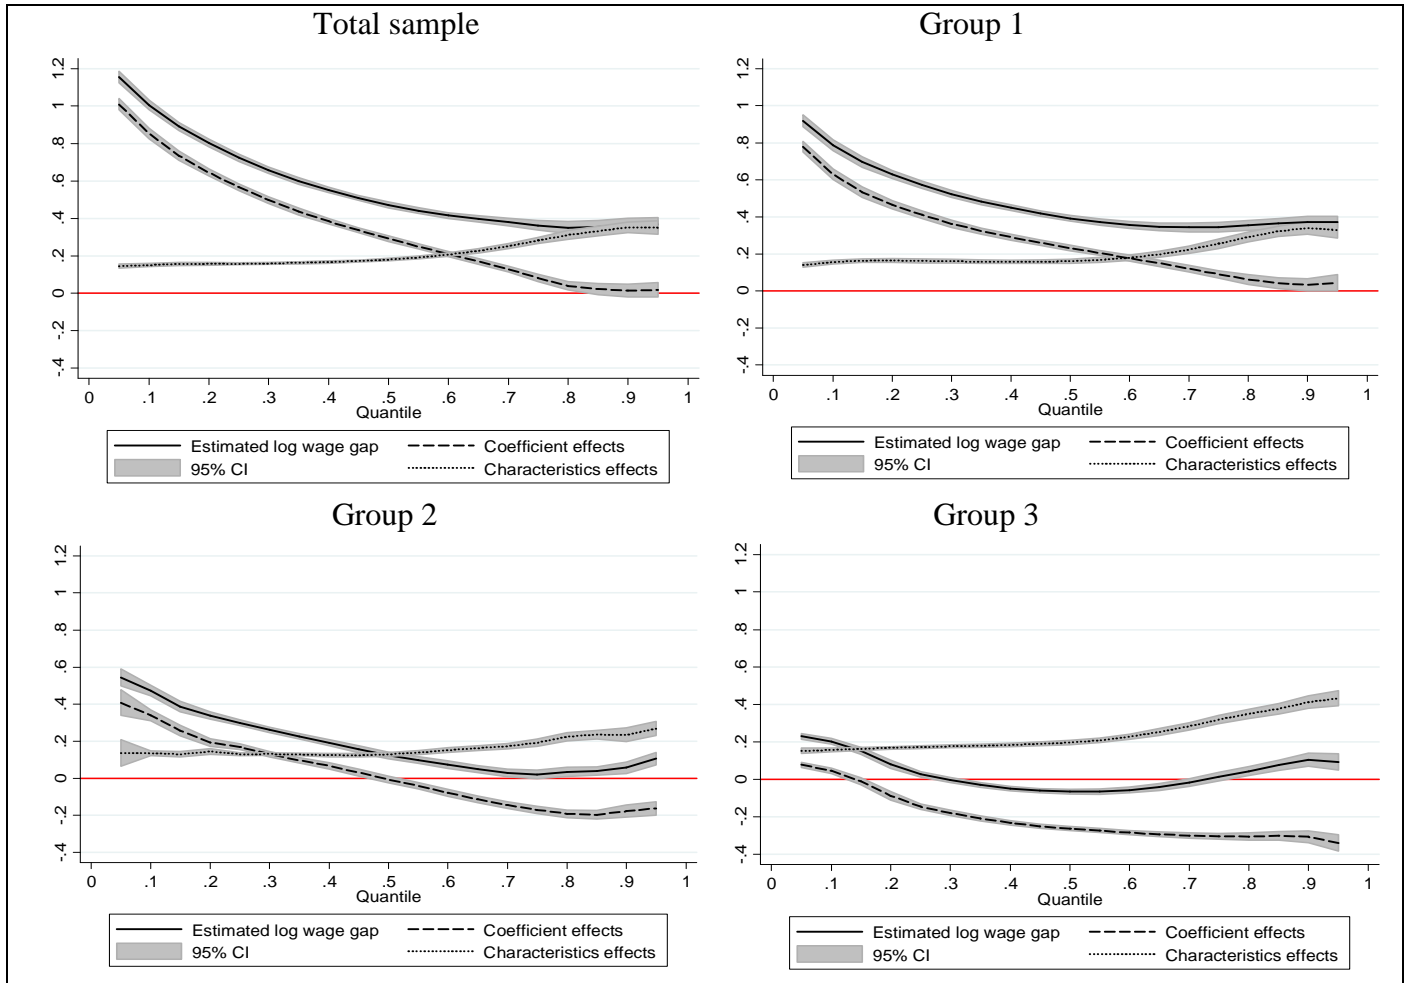 Total sample
1.2
1
.8
.6
.4
.2
0
-.2
-.4
0 .1 .2 .3 .4 .5 .6 .7 .8 .9 1
Quantile
Estimated log wage gap Coefficient effects
95% CI Characteristics effects
Group 1
1.2
1
.8
.6
.4
.2
0
-.2
-.4
0 .1 .2 .3 .4 .5 .6 .7 .8 .9 1
Quantile
Estimated log wage gap Coefficient effects
95% CI Characteristics effects
Group 2
1.2
1
.8
.6
.4
.2
0
-.2
-.4
0 .1 .2 .3 .4 .5 .6 .7 .8 .9 1
Quantile
Estimated log wage gap Coefficient effects
95% CI Characteristics effects
Group 3
1.2
1
.8
.6
.4
.2
0
-.2
-.4
0 .1 .2 .3 .4 .5 .6 .7 .8 .9 1
Quantile
Estimated log wage gap Coefficient effects
95% CI Characteristics effects